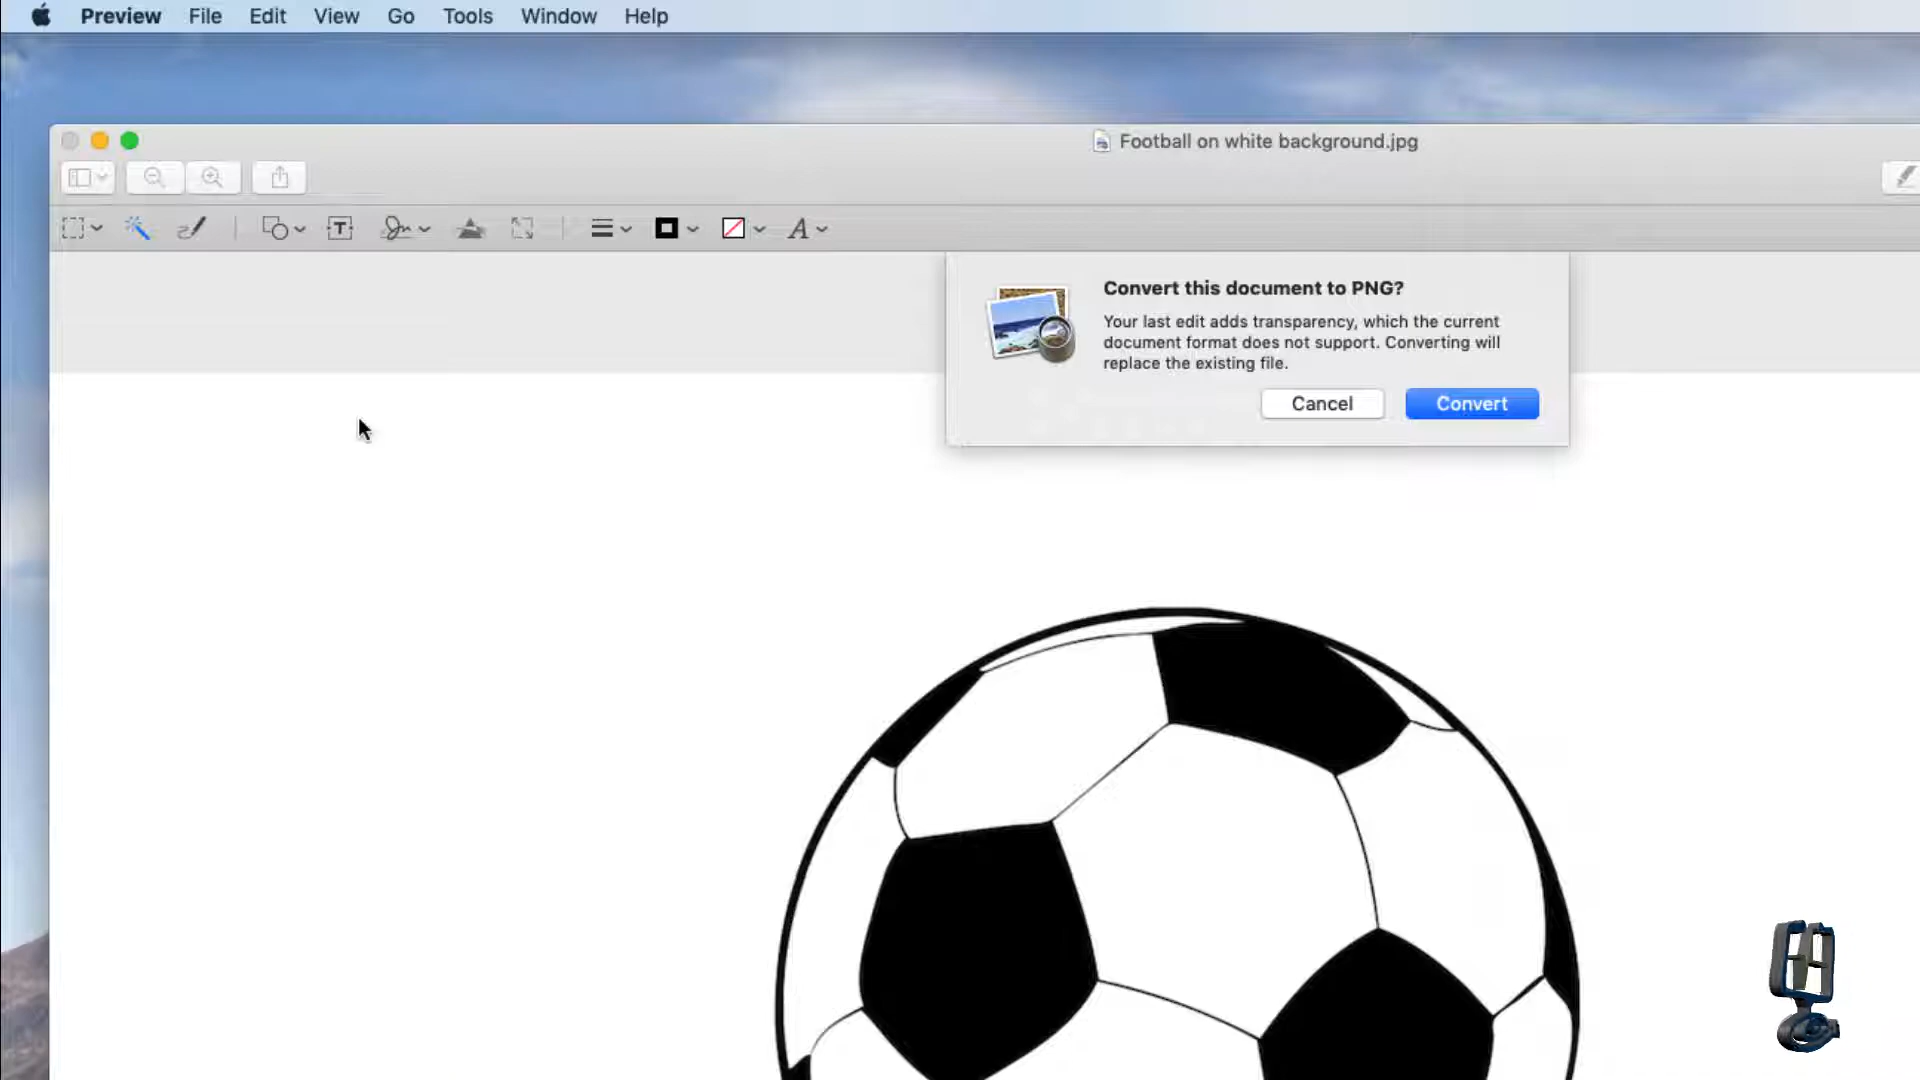 Preview File Edit View Go Tools Window Help
Football on white background.jpg
T A
Convert this document to PNG?
Your last edit adds transparency, which the current
document format does not support. Converting will
replace the existing file.
Cancel Convert